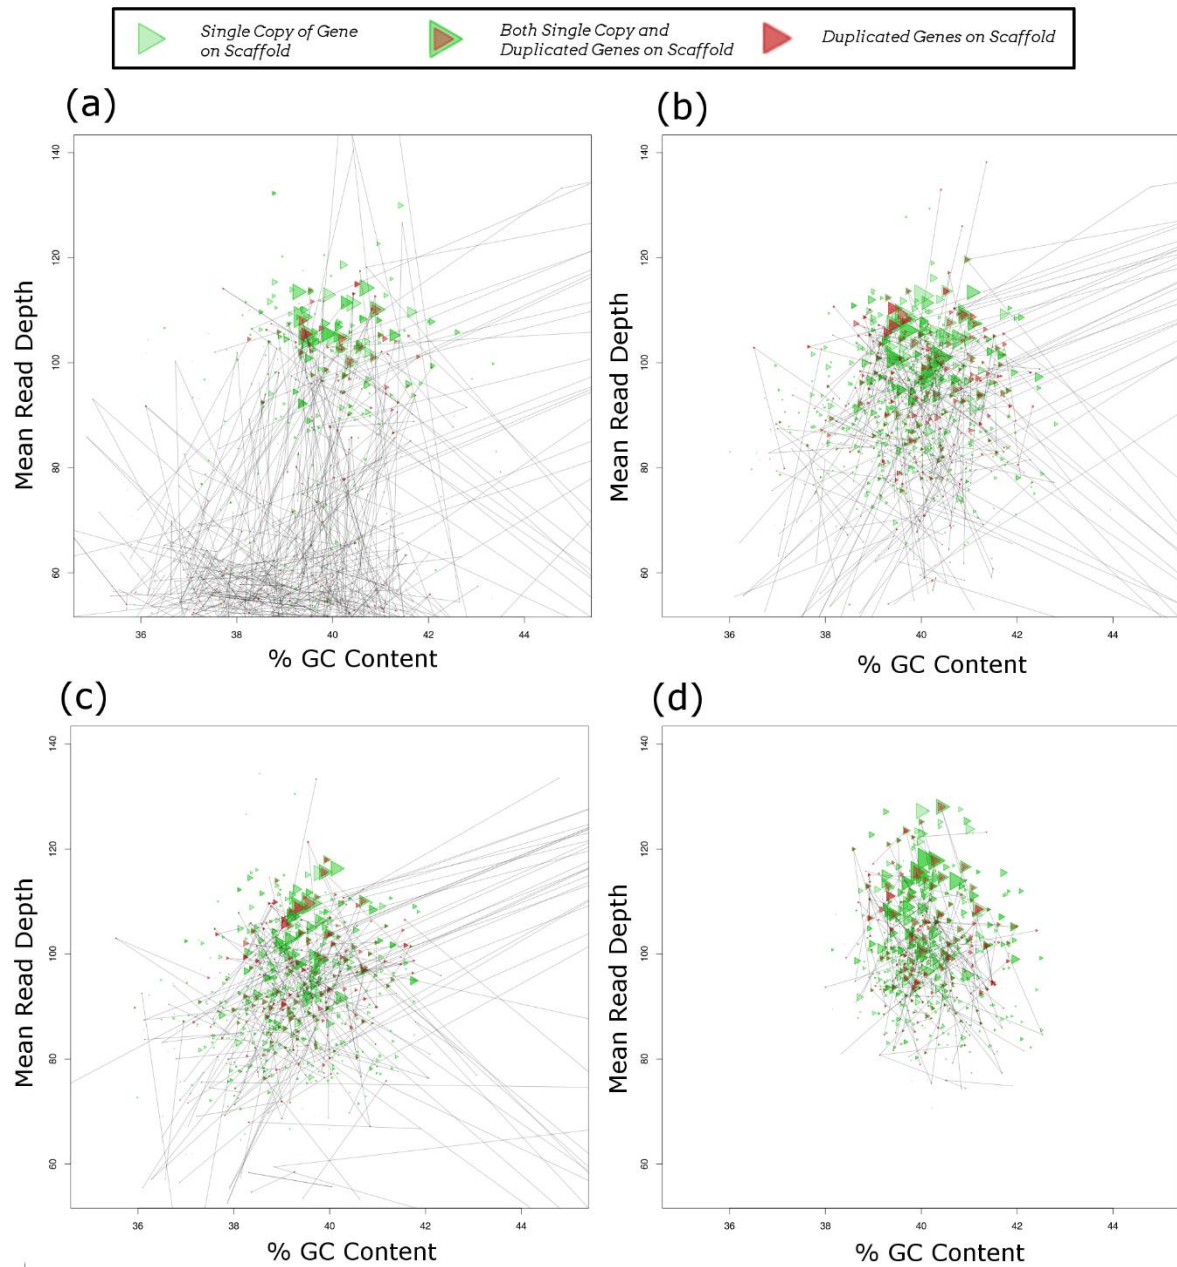 Single Copy of Gene
on Scaffold
Both Single Copy and
Duplicated Genes on Scaffold
Duplicated Genes on Scaffold
(a)
140
120
100
80
60
Mean Read Depth
36 38 40 42 44
% GC Content
(b)
140
120
100
80
60
Mean Read Depth
36 38 40 42 44
% GC Content
(c)
140
120
100
80
60
Mean Read Depth
36 38 40 42 44
% GC Content
(d)
140
120
100
80
60
Mean Read Depth
36 38 40 42 44
% GC Content